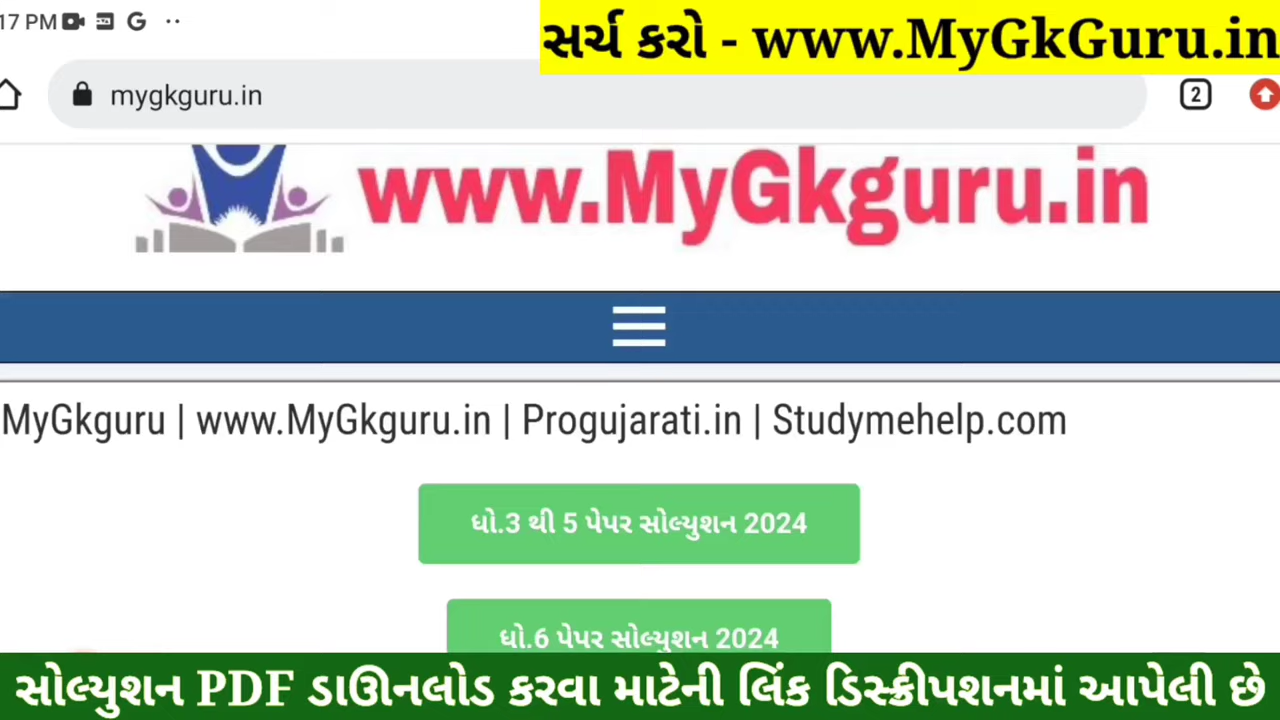 17 PM
સર્ચ કરો - www.MyGkGuru.in
mygkguru.in
2
www.MyGkguru.in
MyGkguru | www.MyGkguru.in | Progujarati.in | Studymehelp.com
ધો.3 થી 5 પેપર સોલ્યુશન 2024
ધો.6 પેપર સોલ્યુશન 2024
સોલ્યુશન PDF ડાઊનલોડ કરવા માટેની લિંક ડિસ્ક્રીપશનમાં આપેલી છે